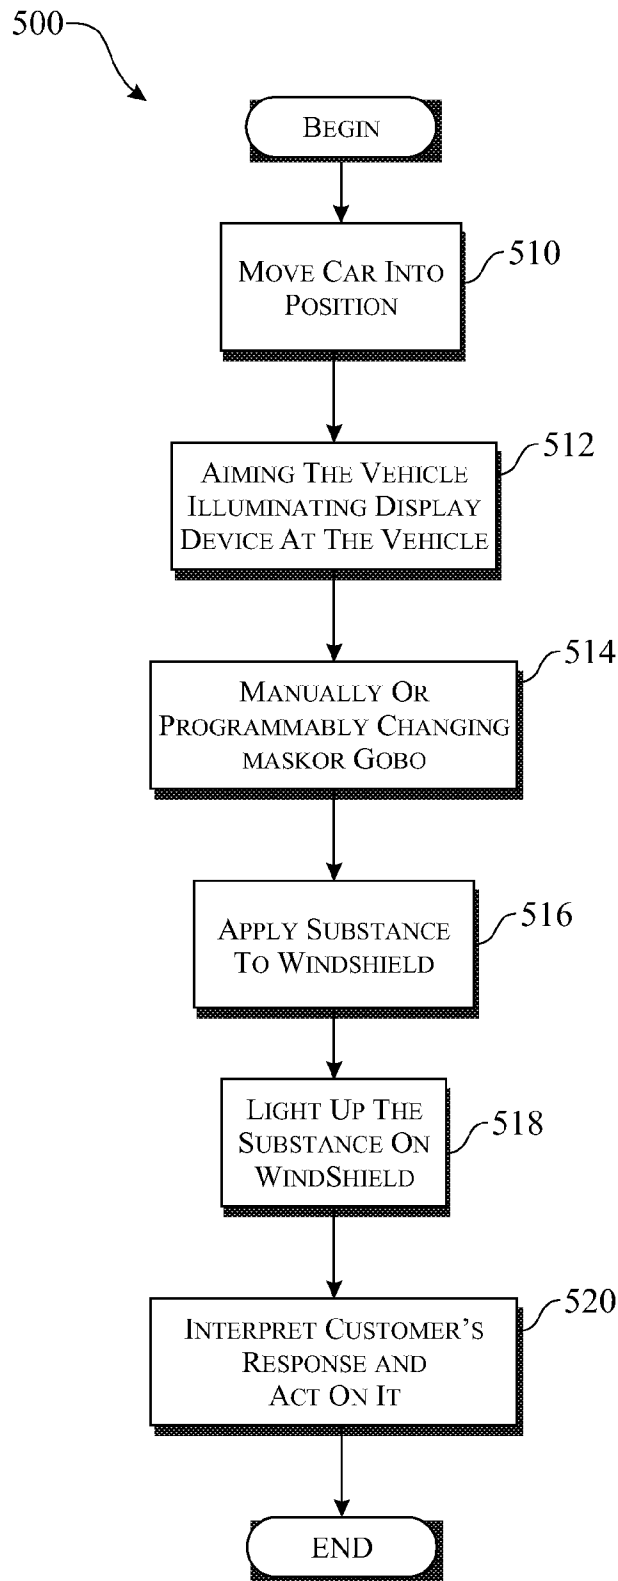 500
BEGIN
MOVE CAR INTO
POSITION
510
AIMING THE VEHICLE
ILLUMINATING DISPLAY
DEVICE AT THE VEHICLE
512
MANUALLY OR
PROGRAMMABLY CHANGING
MASKOR GOBO
514
APPLY SUBSTANCE
TO WINDSHIELD
516
LIGHT UP THE
SUBSTANCE ON
WINDSHIELD
518
INTERPRET CUSTOMER’S
RESPONSE AND
ACT ON IT
520
END